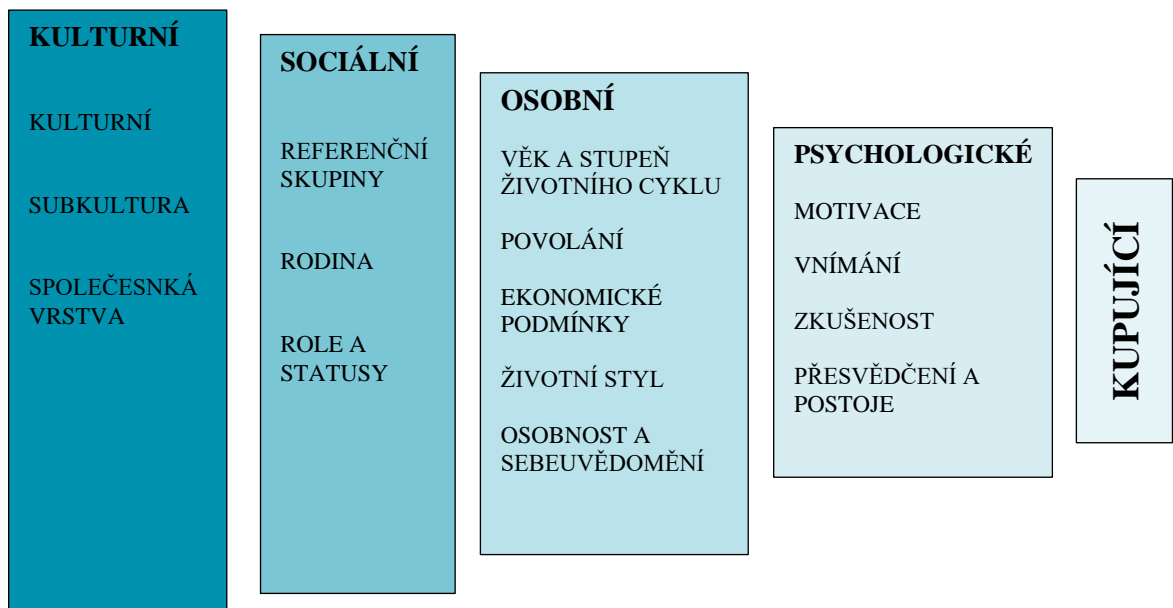 KULTURNÍ
KULTURNÍ
SUBKULTURA
SPOLEČESNKÁ
VRSTVA
SOCIÁLNÍ
REFERENČNÍ
SKUPINY
RODINA
ROLE A
STATUSY
OSOBNÍ
VĚK A STUPEŇ
ŽIVOTNÍHO CYKLU
POVOLÁNÍ
EKONOMICKÉ
PODMÍNKY
ŽIVOTNÍ STYL
OSOBNOST A
SEBEUVĚDOMĚNÍ
PSYCHOLOGICKÉ
MOTIVACE
VNÍMÁNÍ
ZKUŠENOST
PŘESVĚDČENÍ A
POSTOJE
KUPUJÍCÍ